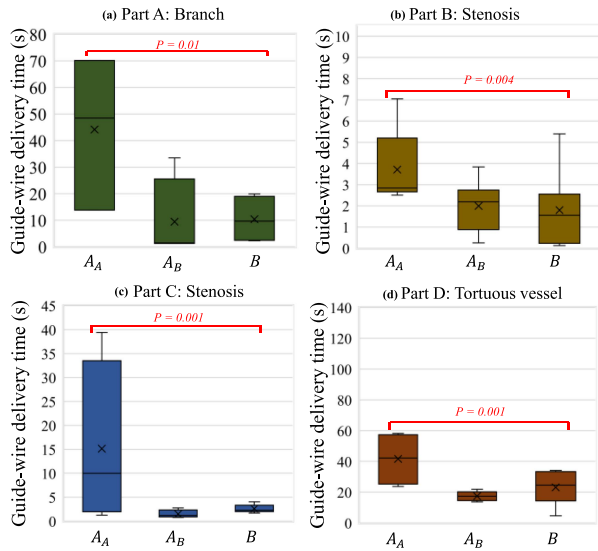 (a) Part A: Branch
Guide-wire delivery time (s)
80
70
60
50
40
30
20
10
0
P = 0.01
A_A A_B B
(b) Part B: Stenosis
Guide-wire delivery time (s)
10
9
8
7
6
5
4
3
2
1
0
P = 0.004
A_A A_B B
(c) Part C: Stenosis
Guide-wire delivery time (s)
45
40
35
30
25
20
15
10
5
0
P = 0.001
A_A A_B B
(d) Part D: Tortuous vessel
Guide-wire delivery time (s)
140
120
100
80
60
40
20
0
P = 0.001
A_A A_B B